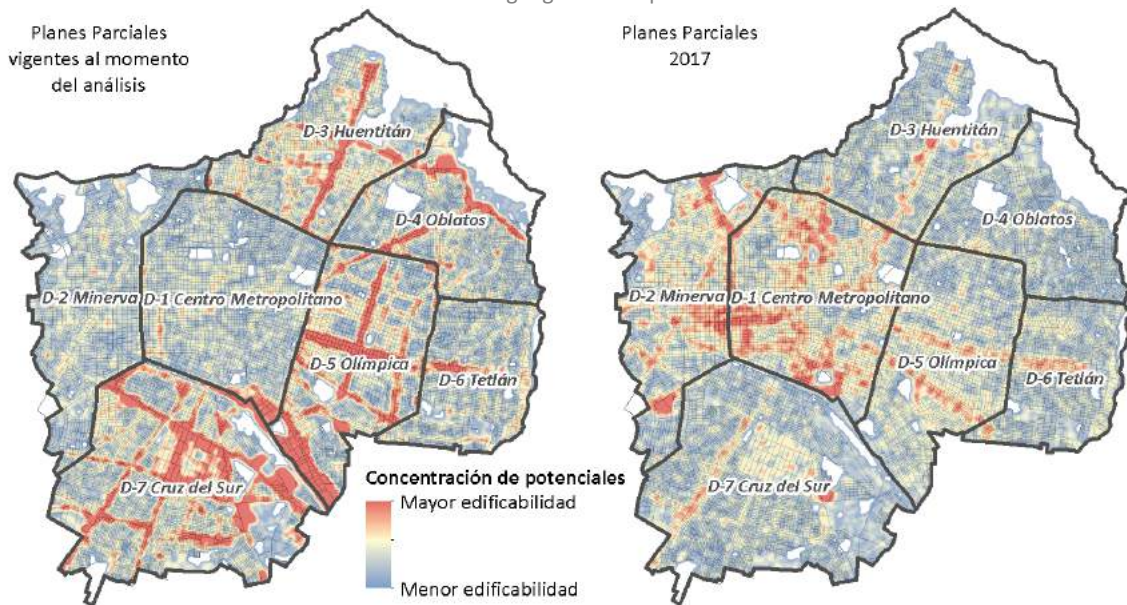 Planes Parciales
vigentes al momento
del análisis
D-3 Huentitán
D-4 Oblatos
D-2 Minerva
D-1 Centro Metropolitano
D-5 Olímpica
D-6 Tetlán
D-7 Cruz del Sur
Concentración de potenciales
Mayor edificabilidad
Menor edificabilidad
Planes Parciales
2017
D-3 Huentitán
D-4 Oblatos
D-2 Minerva
D-1 Centro Metropolitano
D-5 Olímpica
D-6 Tetlán
D-7 Cruz del Sur